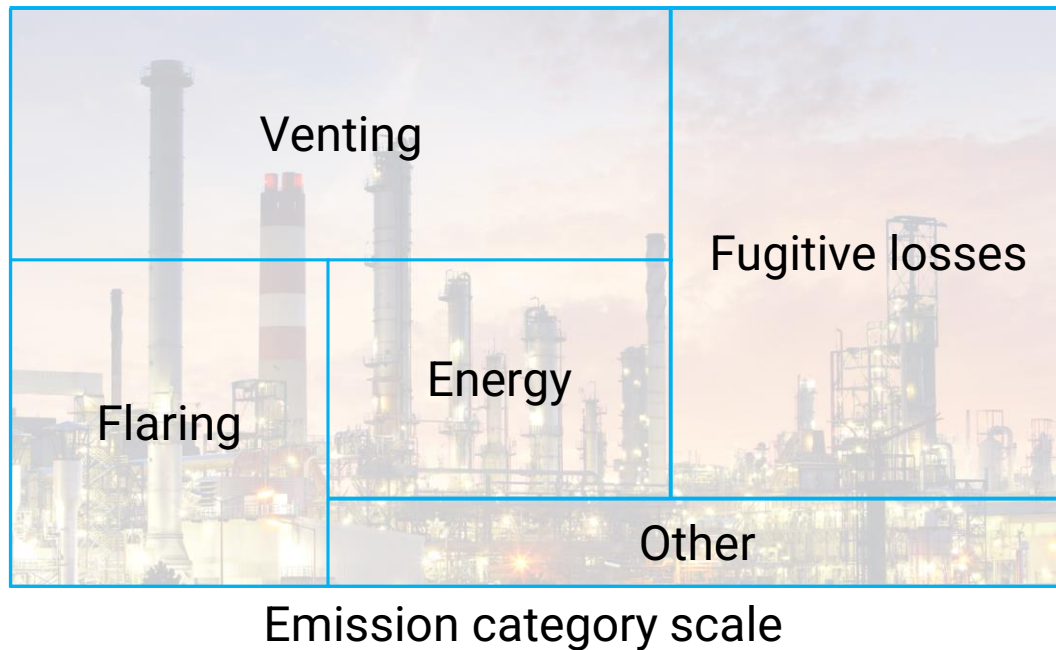 Venting
Fugitive losses
Energy
Flaring
Other
Emission category scale